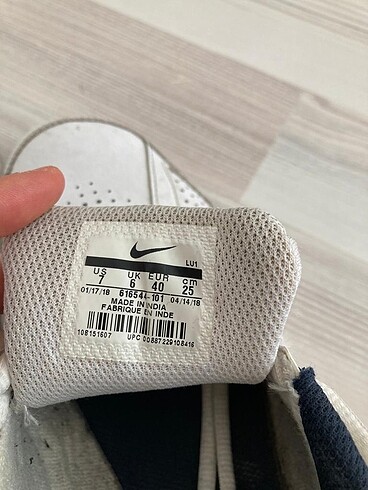 LU1
US UK EUR cm
7 6 40 25
01/17/18 616544-101 04/14/18
MADE IN INDIA
FABRIQUE EN INDE
108151607 UPC 00887229108416